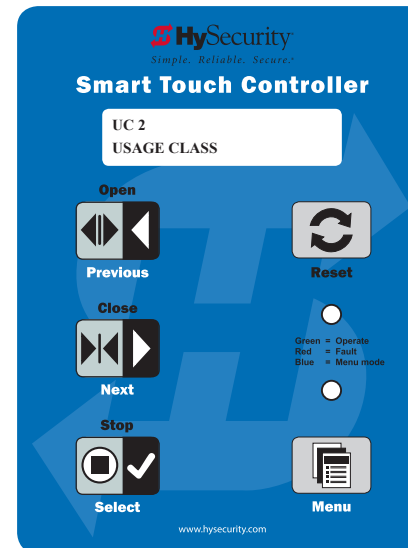 HySecurity
Simple. Reliable. Secure.
Smart Touch Controller
UC 2
USAGE CLASS
Open
Previous
Reset
Close
Next
Green = Operate
Red = Fault
Blue = Menu mode
Stop
Select
Menu
www.hysecurity.com